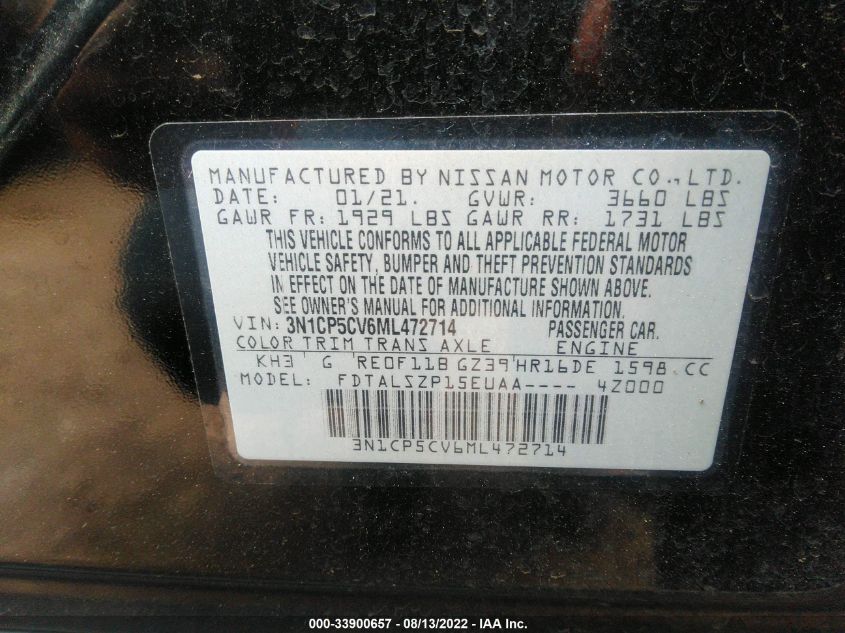 MANUFACTURED BY NISSAN MOTOR CO., LTD.
DATE: 01/21. GVWR: 3660 LBS
GAWR FR: 1929 LBS GAWR RR: 1731 LBS
THIS VEHICLE CONFORMS TO ALL APPLICABLE FEDERAL MOTOR
VEHICLE SAFETY, BUMPER AND THEFT PREVENTION STANDARDS
IN EFFECT ON THE DATE OF MANUFACTURE SHOWN ABOVE.
SEE OWNER'S MANUAL FOR ADDITIONAL INFORMATION.
VIN: 3N1CP5CV6ML472714 PASSENGER CAR.
COLOR TRIM TRANS AXLE ENGINE
KH3 G RE0F11B GZ39 HR16DE 1598 CC
MODEL: FDTALSZP15EUAA---- 4Z000
3N1CP5CV6ML472714
000-33900657 - 08/13/2022 - IAA Inc.